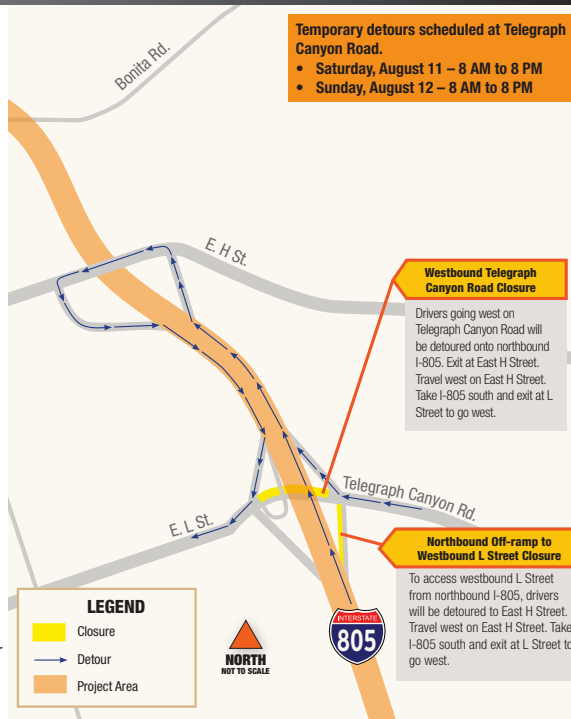 Temporary detours scheduled at Telegraph
Canyon Road.
• Saturday, August 11 – 8 AM to 8 PM
• Sunday, August 12 – 8 AM to 8 PM
Bonita Rd.
E. H St.
Westbound Telegraph
Canyon Road Closure
Drivers going west on
Telegraph Canyon Road will
be detoured onto northbound
I-805. Exit at East H Street.
Travel west on East H Street.
Take I-805 south and exit at L
Street to go west.
Telegraph Canyon Rd.
E. L St.
Northbound Off-ramp to
Westbound L Street Closure
To access westbound L Street
from northbound I-805, drivers
will be detoured to East H Street.
Travel west on East H Street. Take
I-805 south and exit at L Street to
go west.
LEGEND
Closure
Detour
Project Area
NORTH
NOT TO SCALE
INTERSTATE
805